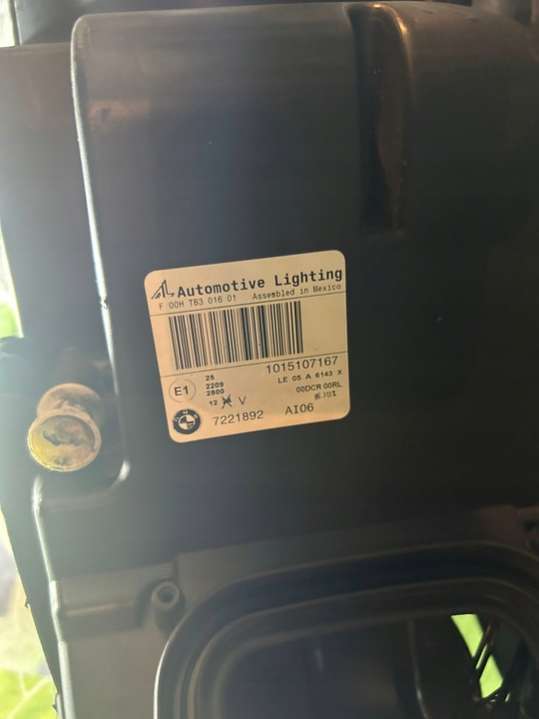 Automotive Lighting
F 00H T63 016 01 Assembled in Mexico
1015107167
E1
25
2209
2800
LE 05 A 6143 X
00DCR 00RL
12 V
7221892 AI06